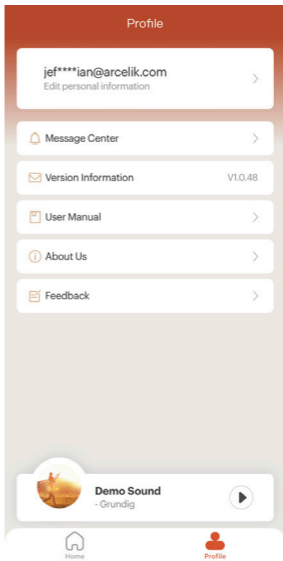 Profile
jef****ian@arcelik.com
Edit personal information
Message Center
Version Information V1.0.48
User Manual
About Us
Feedback
Demo Sound
- Grundig
Home Profile